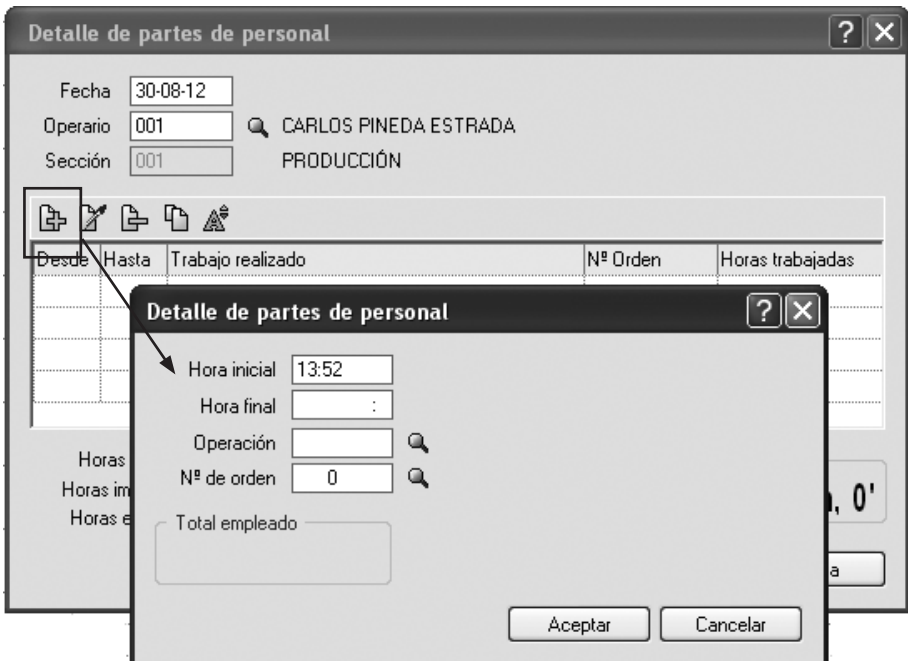 Detalle de partes de personal
Fecha 30-08-12
Operario 001 CARLOS PINEDA ESTRADA
Sección 001 PRODUCCIÓN
Desde Hasta Trabajo realizado Nº Orden Horas trabajadas
Detalle de partes de personal
Hora inicial 13:52
Hora final :
Operación
Nº de orden 0
Total empleado
Horas
Horas im
Horas e
, 0'
a
Aceptar Cancelar